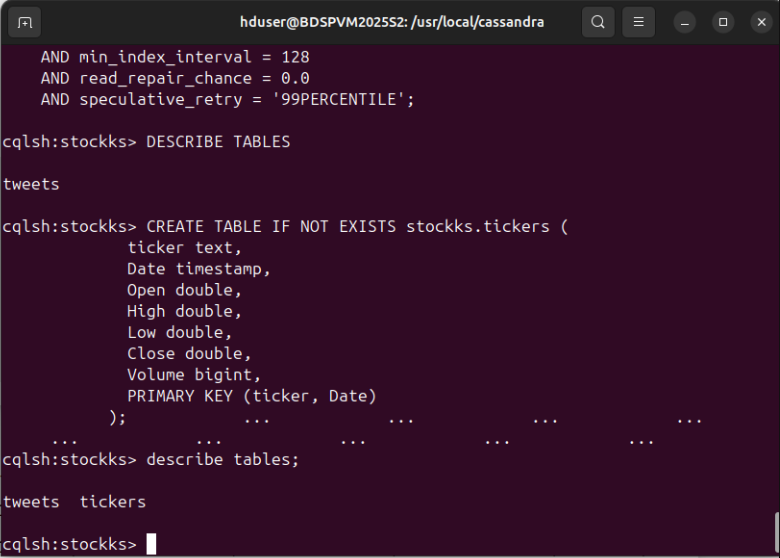 hduser@BDSPVM2025S2: /usr/local/cassandra
    AND min_index_interval = 128
    AND read_repair_chance = 0.0
    AND speculative_retry = '99PERCENTILE';
cqlsh:stockks> DESCRIBE TABLES
tweets
cqlsh:stockks> CREATE TABLE IF NOT EXISTS stockks.tickers (
            ticker text,
            Date timestamp,
            Open double,
            High double,
            Low double,
            Close double,
            Volume bigint,
            PRIMARY KEY (ticker, Date)
          );            ...            ...            ...            ...
    ...            ...            ...            ...            ...
cqlsh:stockks> describe tables;
tweets  tickers
cqlsh:stockks>